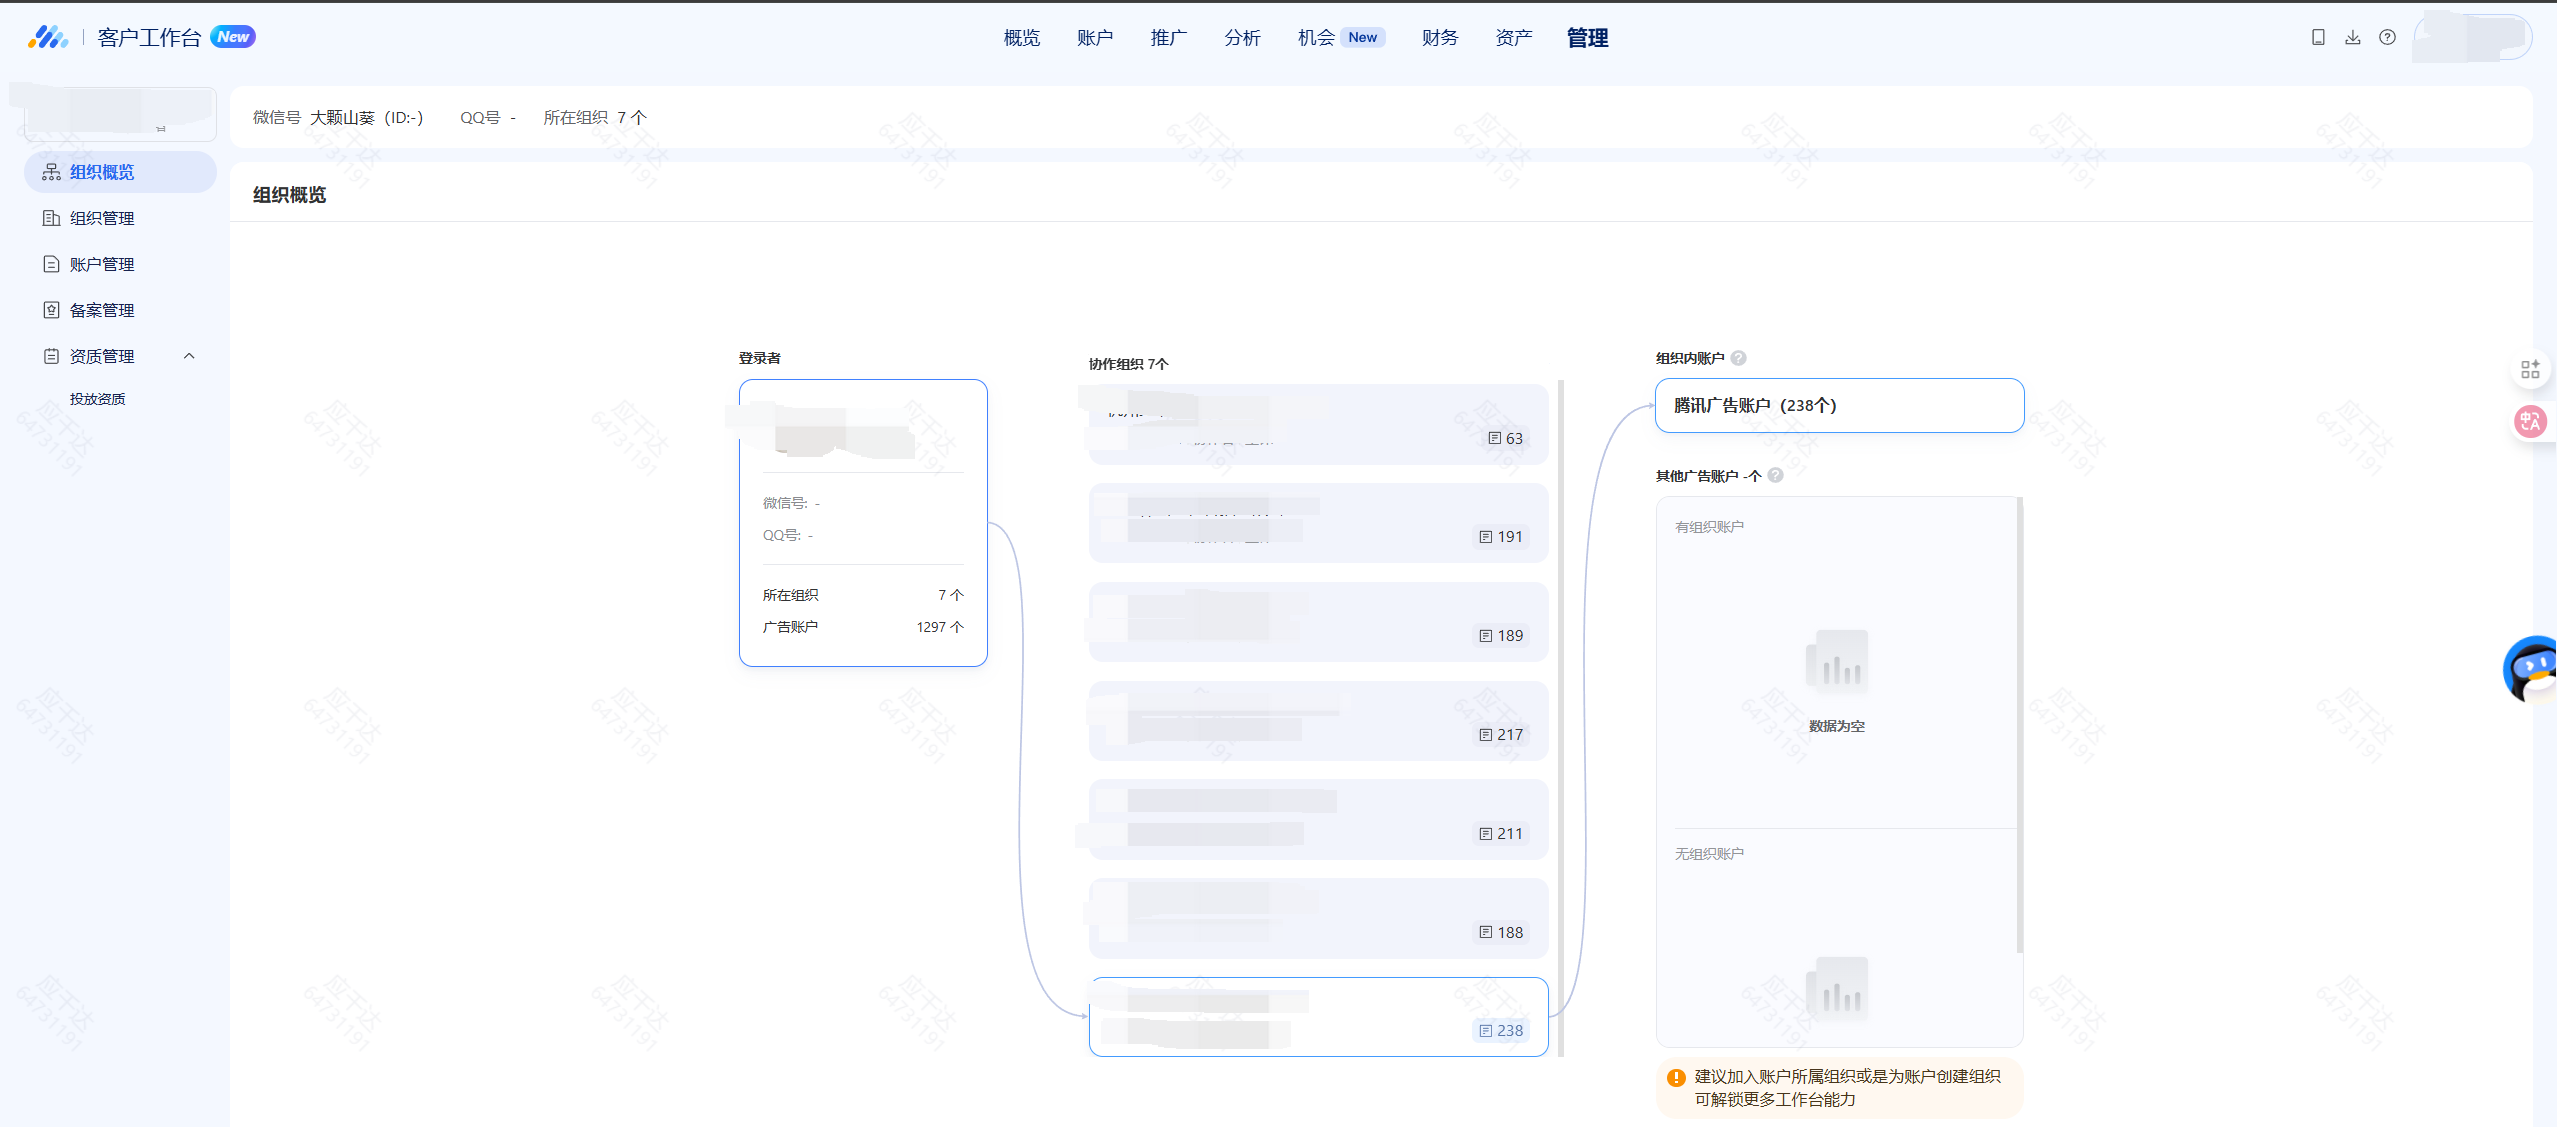 客户工作台 New
概览 账户 推广 分析 机会 New 财务 资产 管理
微信号 大颗山葵（ID:-） QQ号 - 所在组织 7 个
组织概览
组织管理
账户管理
备案管理
资质管理
投放资质
组织概览
登录者
微信号: -
QQ号: -
所在组织 7 个
广告账户 1297 个
协作组织 7个
63
191
189
217
211
188
238
组织内账户
腾讯广告账户（238个）
其他广告账户 -个
有组织账户
数据为空
无组织账户
建议加入账户所属组织或是为账户创建组织
可解锁更多工作台能力
应于达
64731191